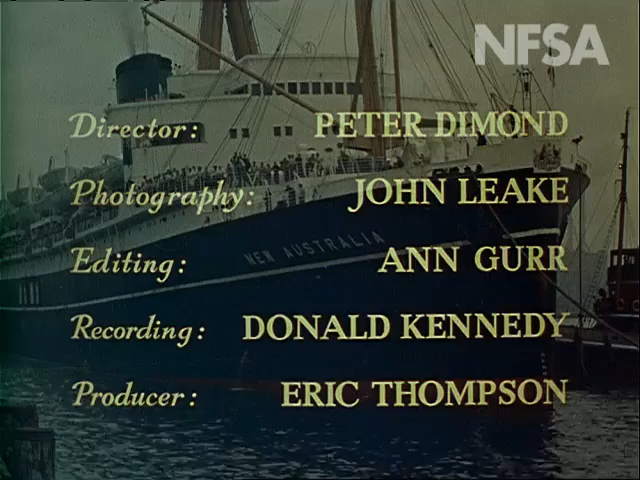 NFSA
Director: PETER DIMOND
Photography: JOHN LEAKE
NEW AUSTRALIA
Editing: ANN GURR
Recording: DONALD KENNEDY
Producer: ERIC THOMPSON